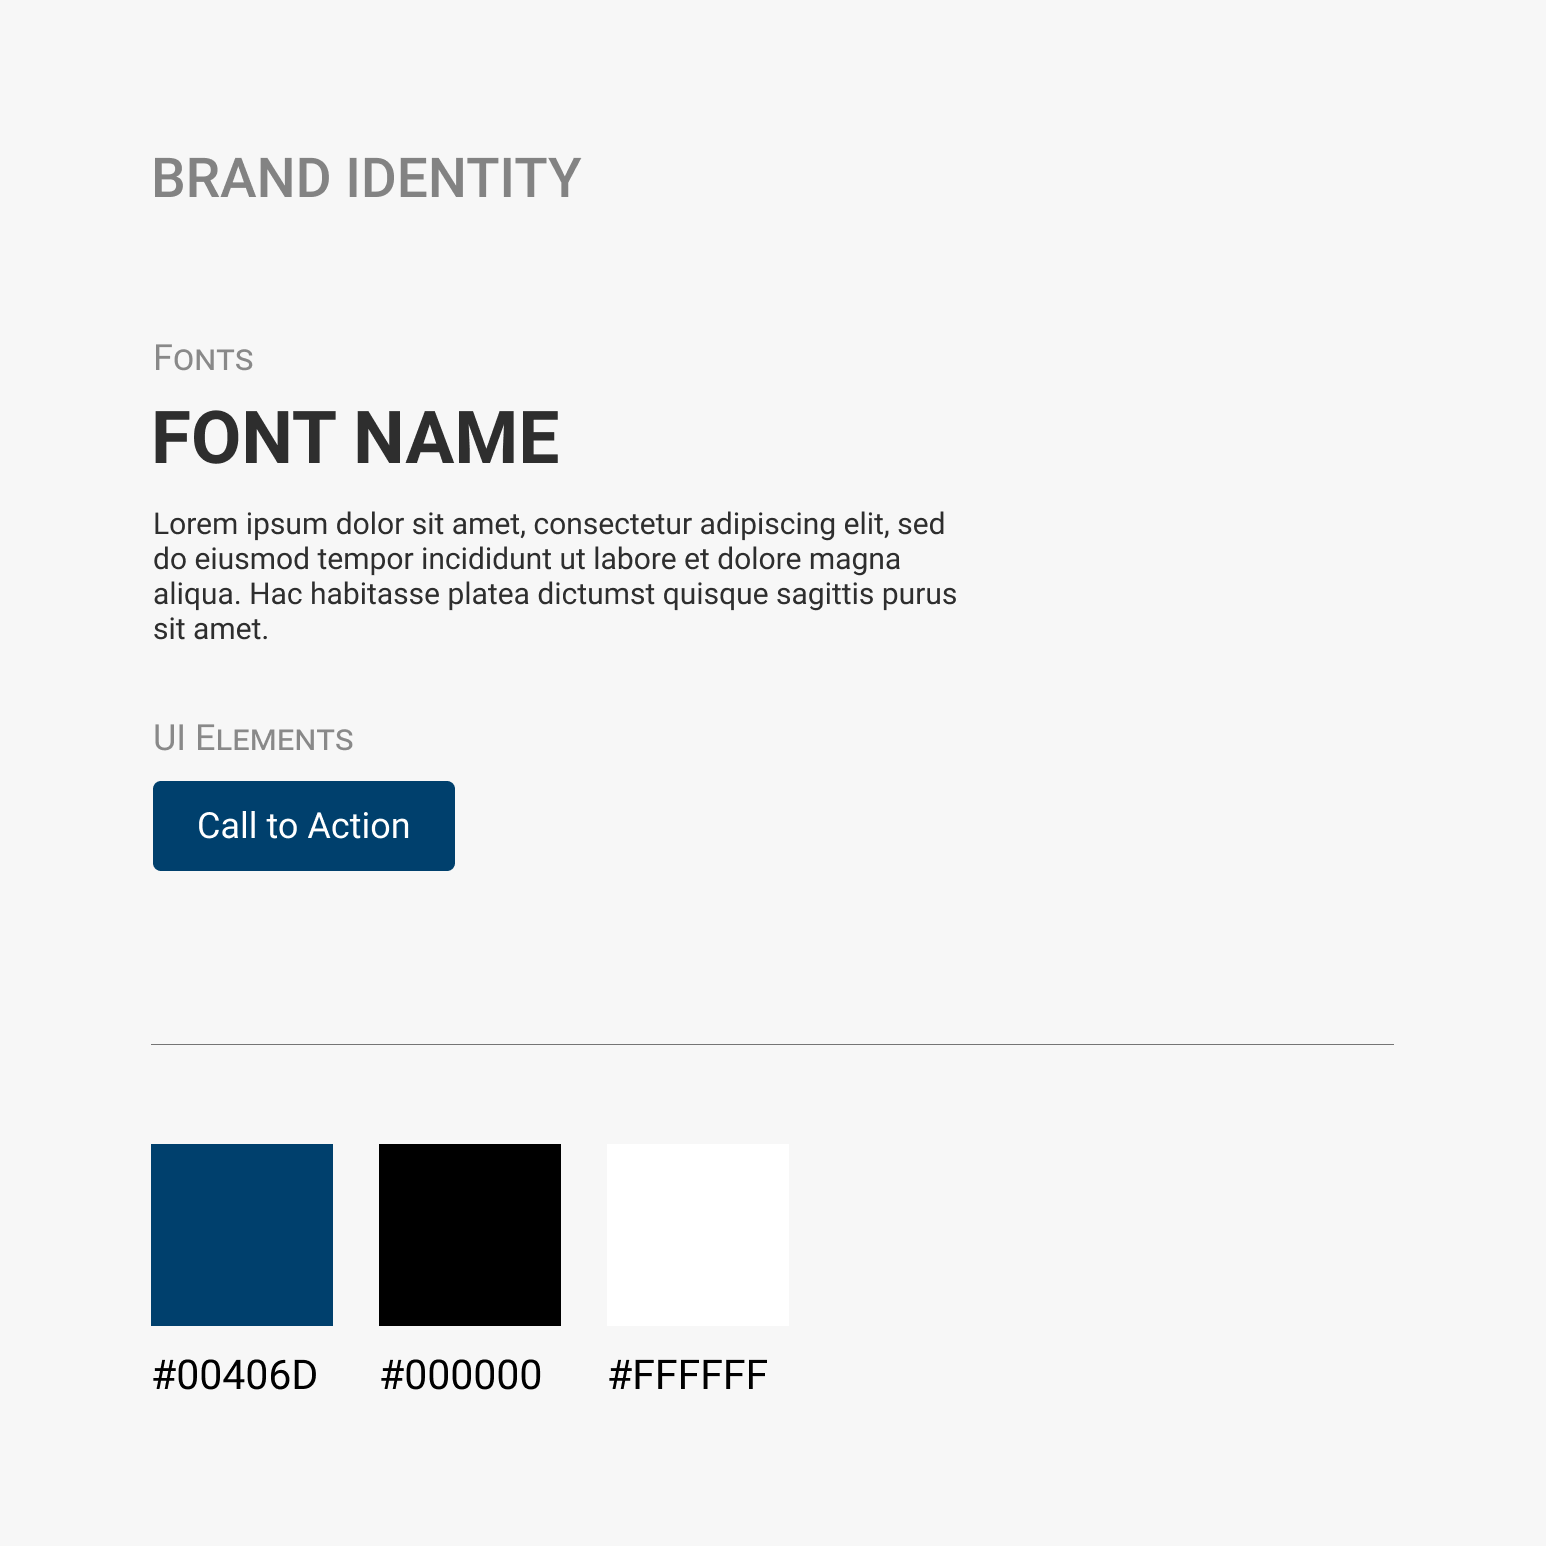 BRAND IDENTITY
Fonts
FONT NAME
Lorem ipsum dolor sit amet, consectetur adipiscing elit, sed
do eiusmod tempor incididunt ut labore et dolore magna
aliqua. Hac habitasse platea dictumst quisque sagittis purus
sit amet.
UI Elements
Call to Action
#00406D #000000 #FFFFFF